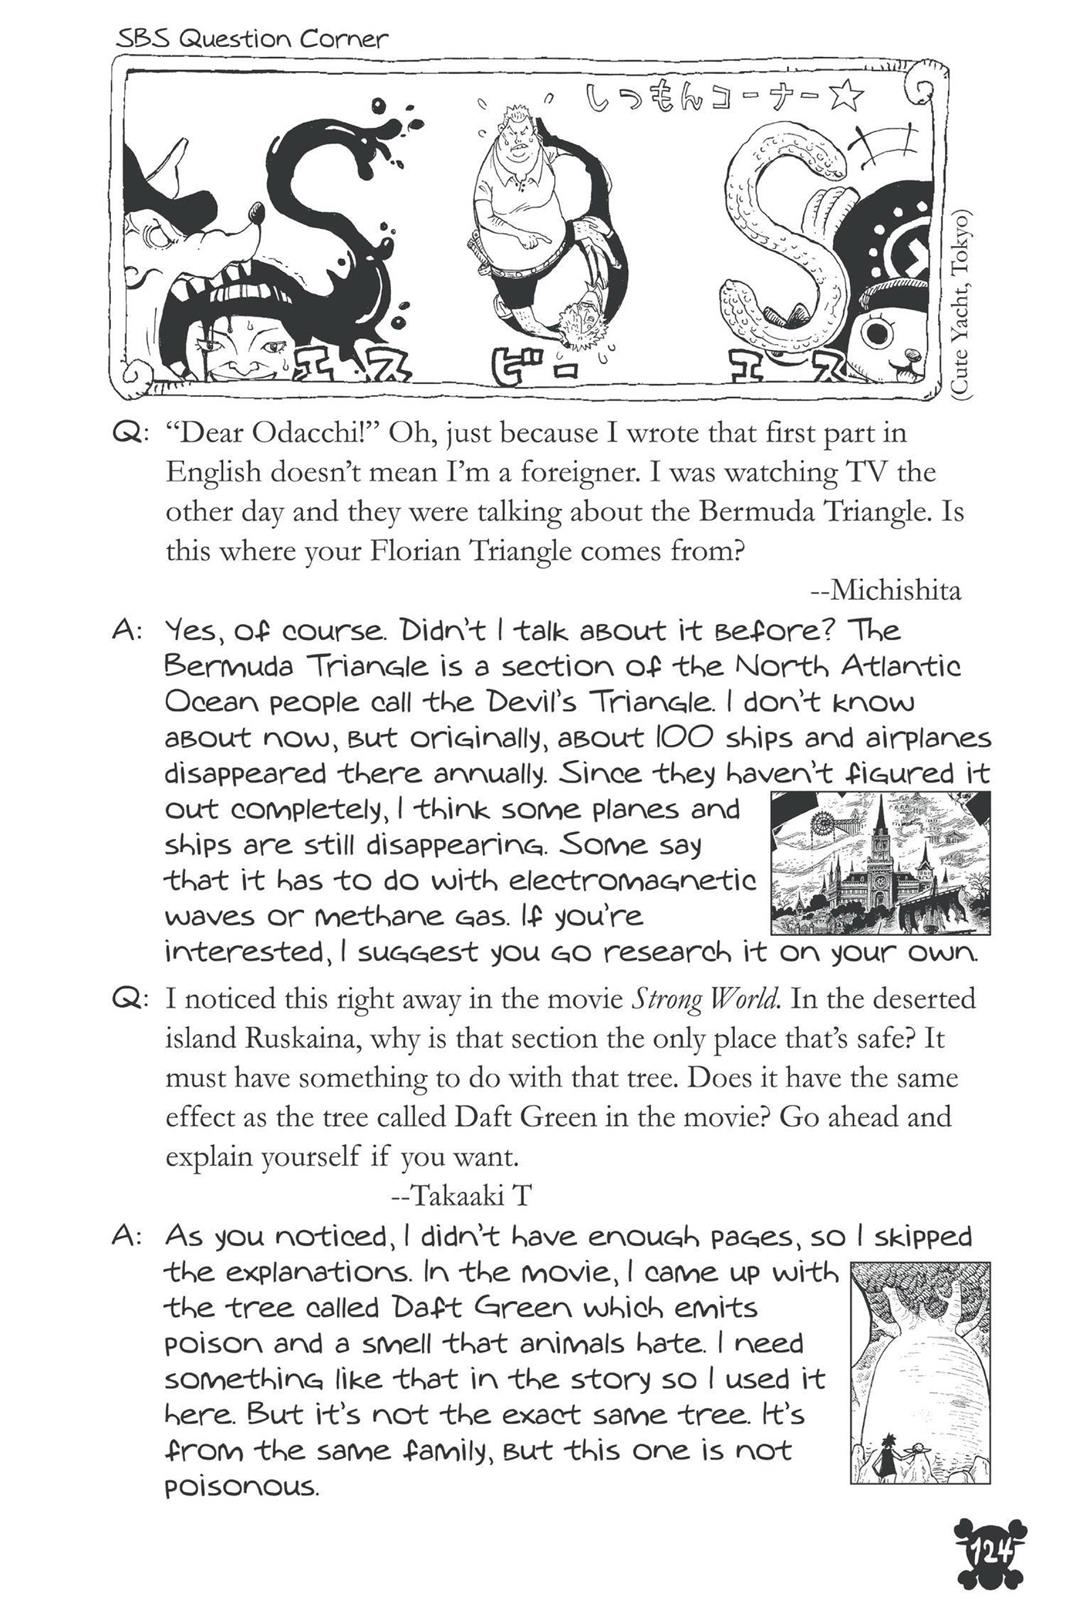 SBS Question Corner
しつもんコーナー☆
S B S
エス ビー エス
(Cute Yacht, Tokyo)
Q: “Dear Odacchi!” Oh, just because I wrote that first part in
English doesn’t mean I’m a foreigner. I was watching TV the
other day and they were talking about the Bermuda Triangle. Is
this where your Florian Triangle comes from?
--Michishita
A: Yes, of course. Didn’t I talk about it before? The
Bermuda Triangle is a section of the North Atlantic
Ocean people call the Devil’s Triangle. I don’t know
about now, but originally, about 100 ships and airplanes
disappeared there annually. Since they haven’t figured it
out completely, I think some planes and
ships are still disappearing. Some say
that it has to do with electromagnetic
waves or methane gas. If you’re
interested, I suggest you go research it on your own.
Q: I noticed this right away in the movie Strong World. In the deserted
island Ruskaina, why is that section the only place that’s safe? It
must have something to do with that tree. Does it have the same
effect as the tree called Daft Green in the movie? Go ahead and
explain yourself if you want.
--Takaaki T
A: As you noticed, I didn’t have enough pages, so I skipped
the explanations. In the movie, I came up with
the tree called Daft Green which emits
poison and a smell that animals hate. I need
something like that in the story so I used it
here. But it’s not the exact same tree. It’s
from the same family, but this one is not
poisonous.
124